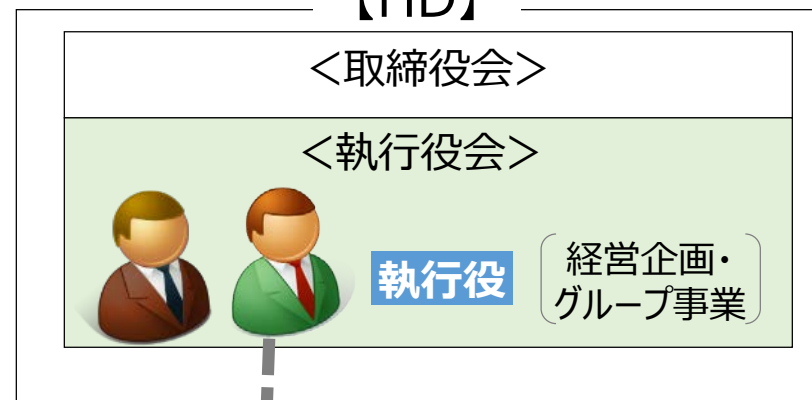 【HD】
＜取締役会＞
＜執行役会＞
執行役
経営企画・
グループ事業